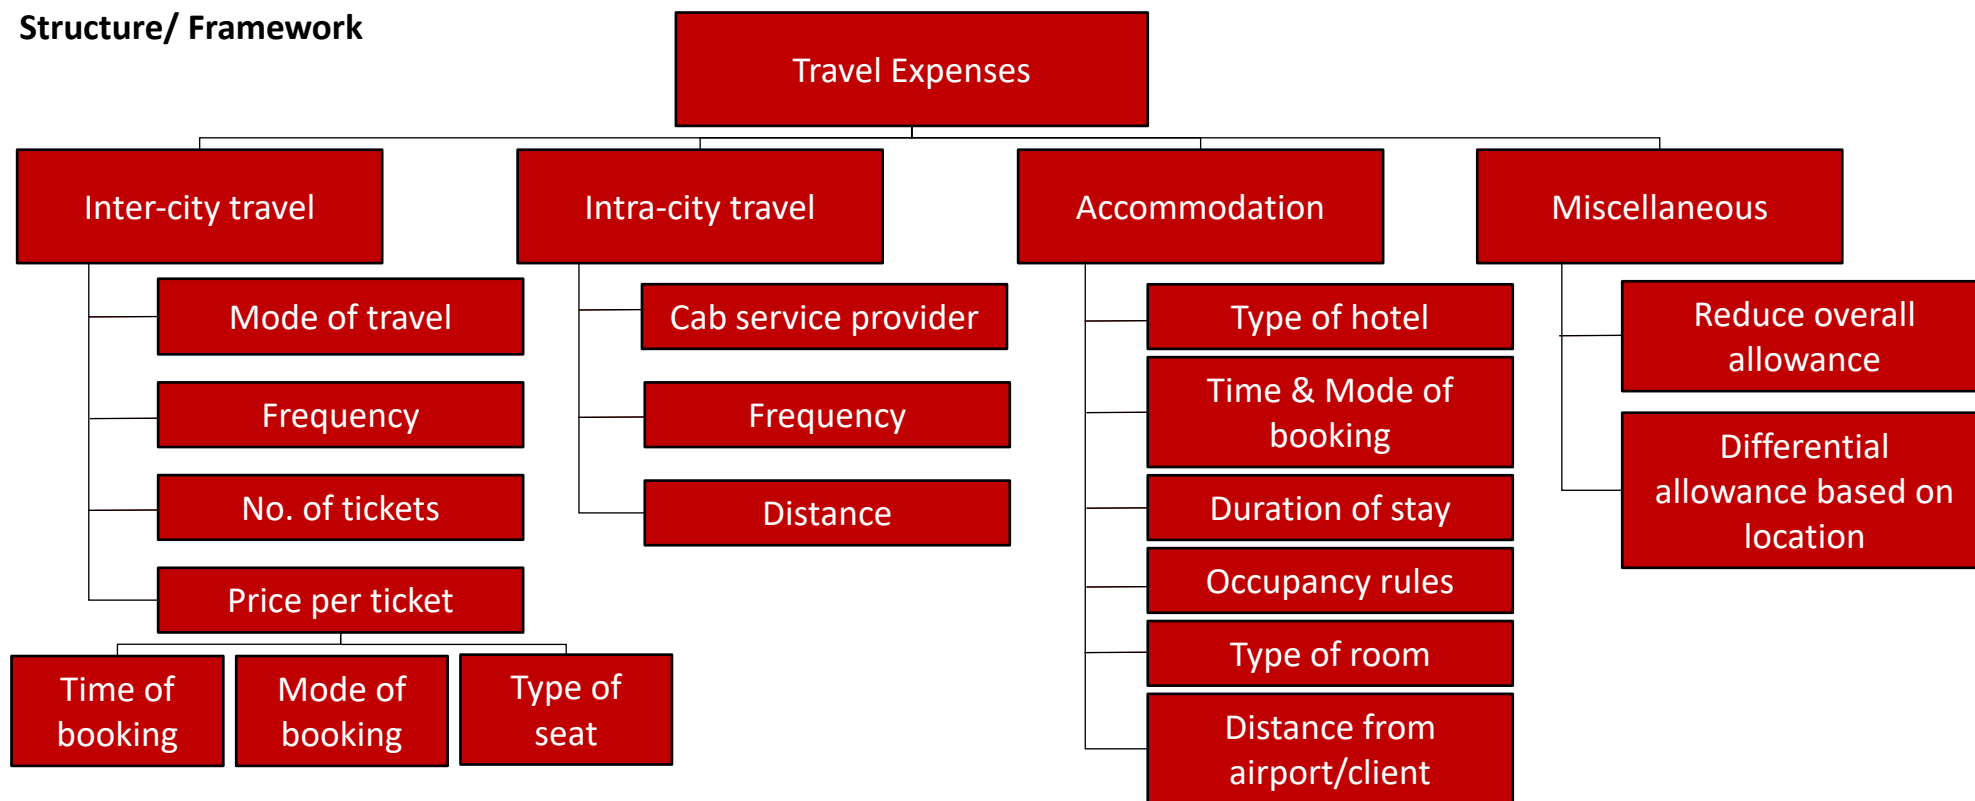 Structure/ Framework
Travel Expenses
Inter-city travel
Intra-city travel
Accommodation
Miscellaneous
Mode of travel
Frequency
No. of tickets
Price per ticket
Time of
booking
Mode of
booking
Type of
seat
Cab service provider
Frequency
Distance
Type of hotel
Time & Mode of
booking
Duration of stay
Occupancy rules
Type of room
Distance from
airport/client
Reduce overall
allowance
Differential
allowance based on
location